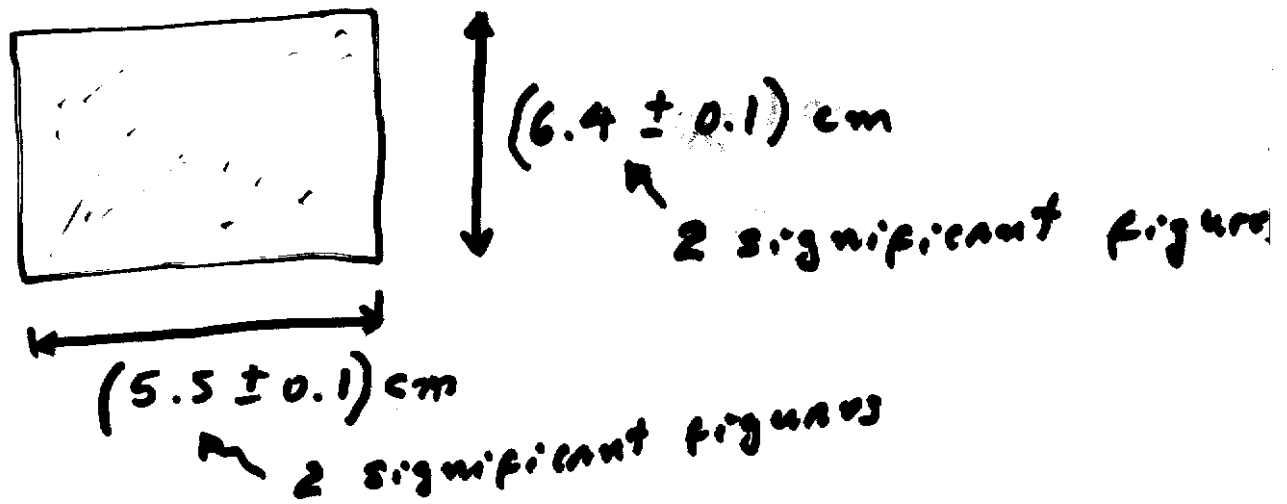 (6.4 ± 0.1) cm
2 significant figures
(5.5 ± 0.1) cm
2 significant figures